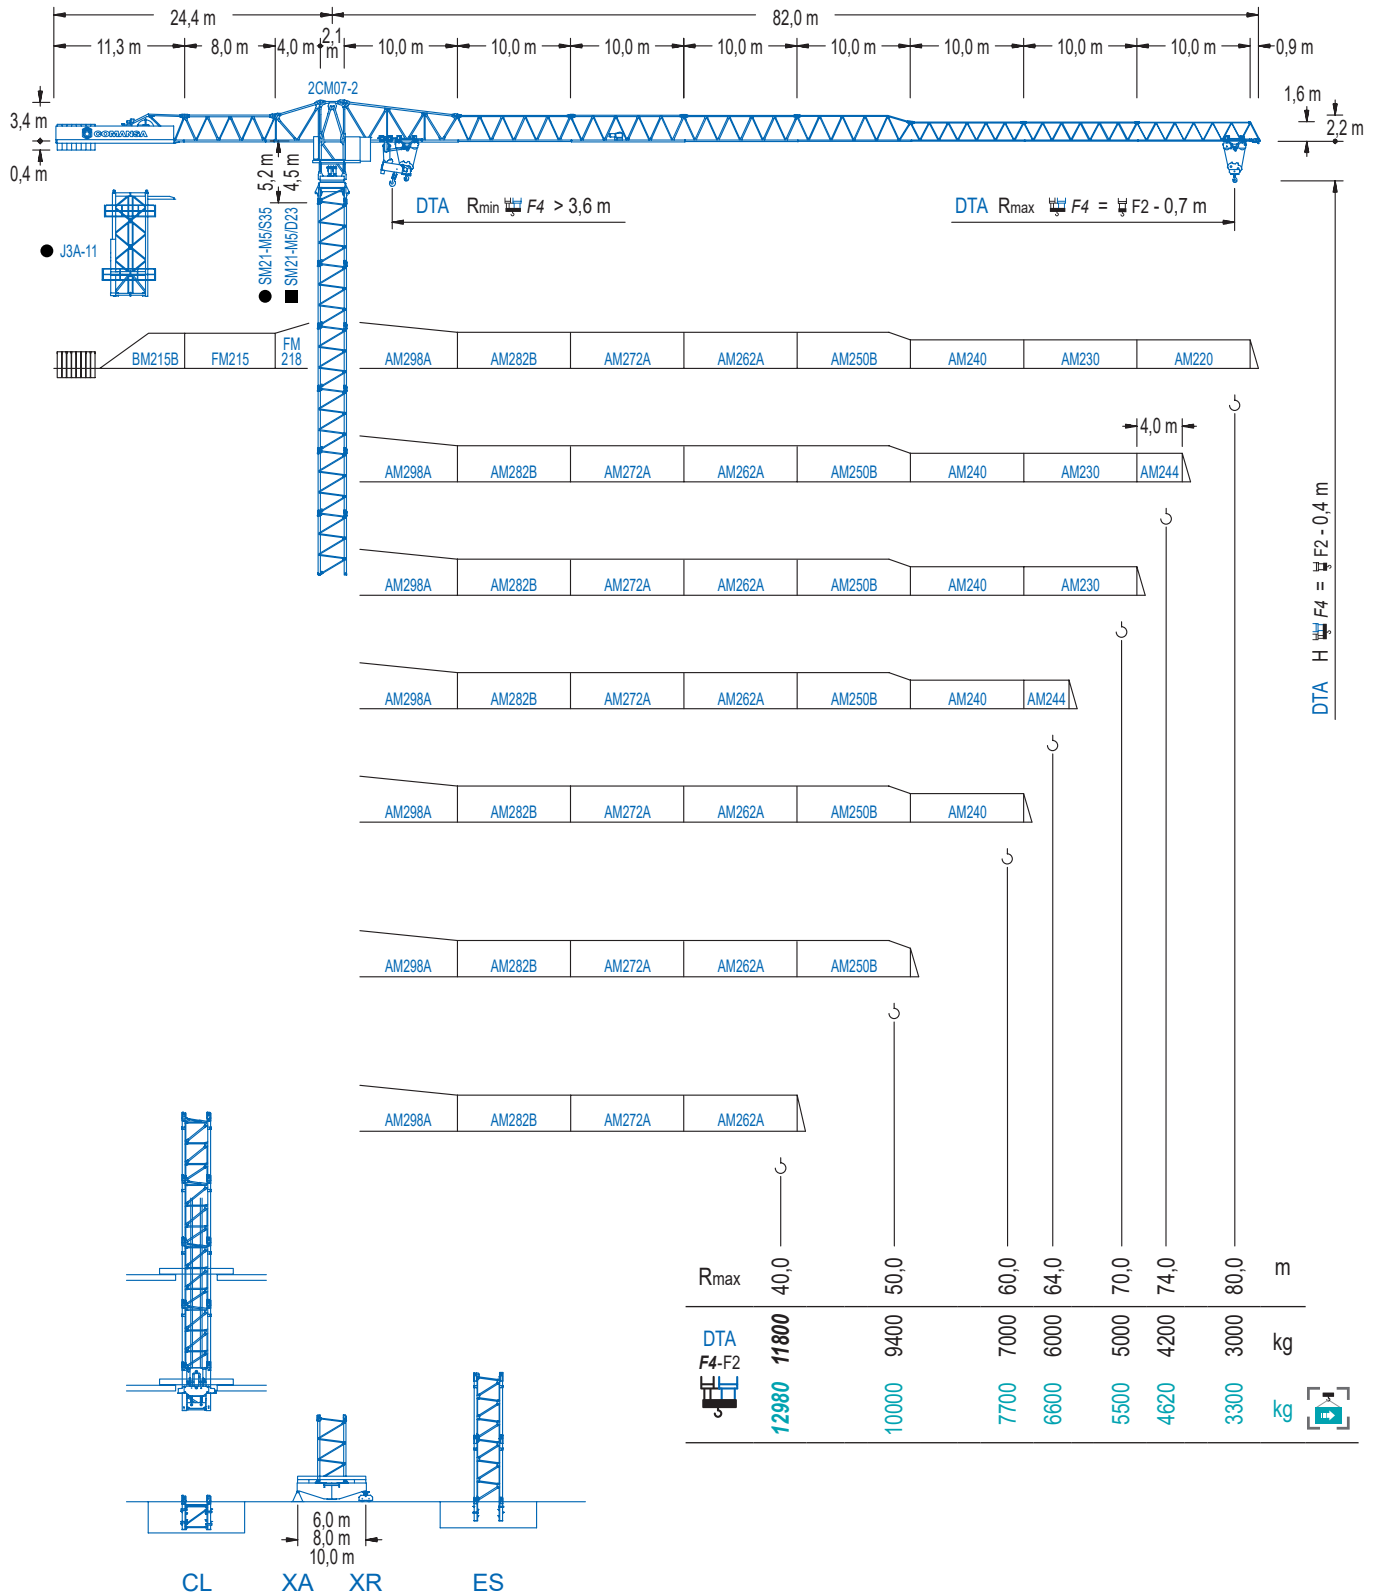 24,4 m 82,0 m
11,3 m 8,0 m 4,0 m 2,1 m 10,0 m 10,0 m 10,0 m 10,0 m 10,0 m 10,0 m 10,0 m 10,0 m 0,9 m
2CM07-2
3,4 m
0,4 m
COMANSA
1,6 m
2,2 m
5,2 m
4,5 m
DTA Rmin F4 > 3,6 m
DTA Rmax F4 = F2 - 0,7 m
J3A-11
SM21-M5/S35
SM21-M5/D23
BM215B FM215 FM 218 AM298A AM282B AM272A AM262A AM250B AM240 AM230 AM220
4,0 m
AM298A AM282B AM272A AM262A AM250B AM240 AM230 AM244
DTA H F4 = F2 - 0,4 m
AM298A AM282B AM272A AM262A AM250B AM240 AM230
AM298A AM282B AM272A AM262A AM250B AM240 AM244
AM298A AM282B AM272A AM262A AM250B AM240
AM298A AM282B AM272A AM262A AM250B
AM298A AM282B AM272A AM262A
Rmax 40,0 50,0 60,0 64,0 70,0 74,0 80,0 m
DTA 11800 9400 7000 6000 5000 4200 3000 kg
F4-F2
12980 10000 7700 6600 5500 4620 3300 kg
6,0 m
8,0 m
10,0 m
CL XA XR ES